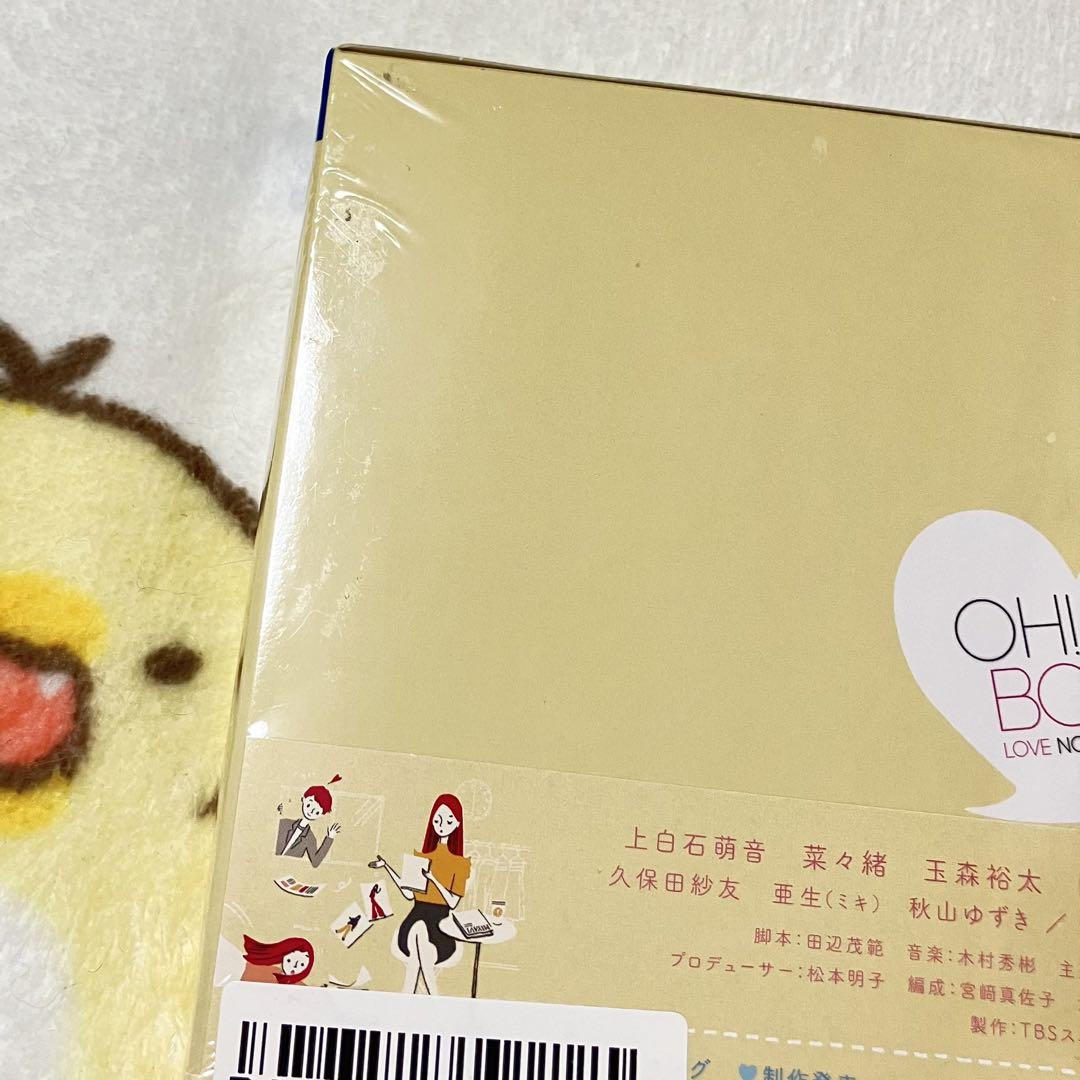 OH!
BO
LOVE NO
上白石萌音　菜々緒　玉森裕太
久保田紗友　亜生(ミキ)　秋山ゆずき /
脚本:田辺茂範　音楽:木村秀彬　主
プロデューサー:松本明子　編成:宮﨑真佐子
製作:TBSス
グ　♥制作発表